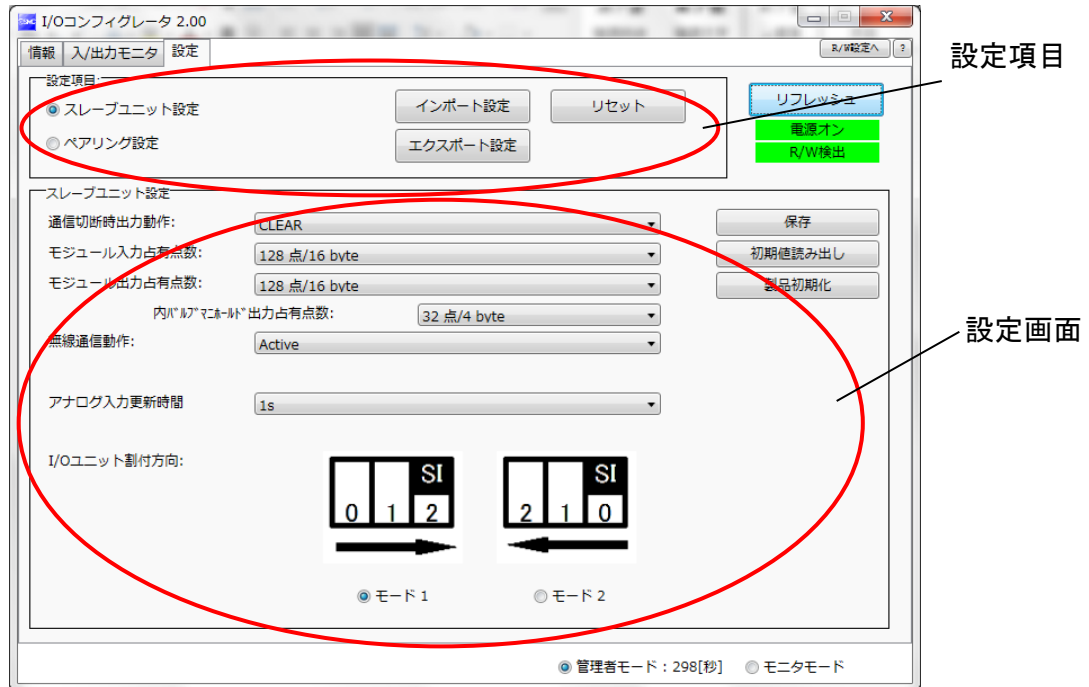 I/Oコンフィグレータ 2.00
情報 入/出力モニタ 設定 R/W設定へ ?
設定項目:
スレーブユニット設定 インポート設定 リセット
ペアリング設定 エクスポート設定
リフレッシュ
電源オン
R/W検出
設定項目
スレーブユニット設定
通信切断時出力動作: CLEAR 保存
モジュール入力占有点数: 128 点/16 byte 初期値読み出し
モジュール出力占有点数: 128 点/16 byte 製品初期化
内ﾊﾞﾙﾌﾞﾏﾆﾎｰﾙﾄﾞ出力占有点数: 32 点/4 byte
無線通信動作: Active
設定画面
アナログ入力更新時間 1s
I/Oユニット割付方向:
SI SI
0 1 2 2 1 0
モード 1 モード 2
管理者モード : 298[秒] モニタモード